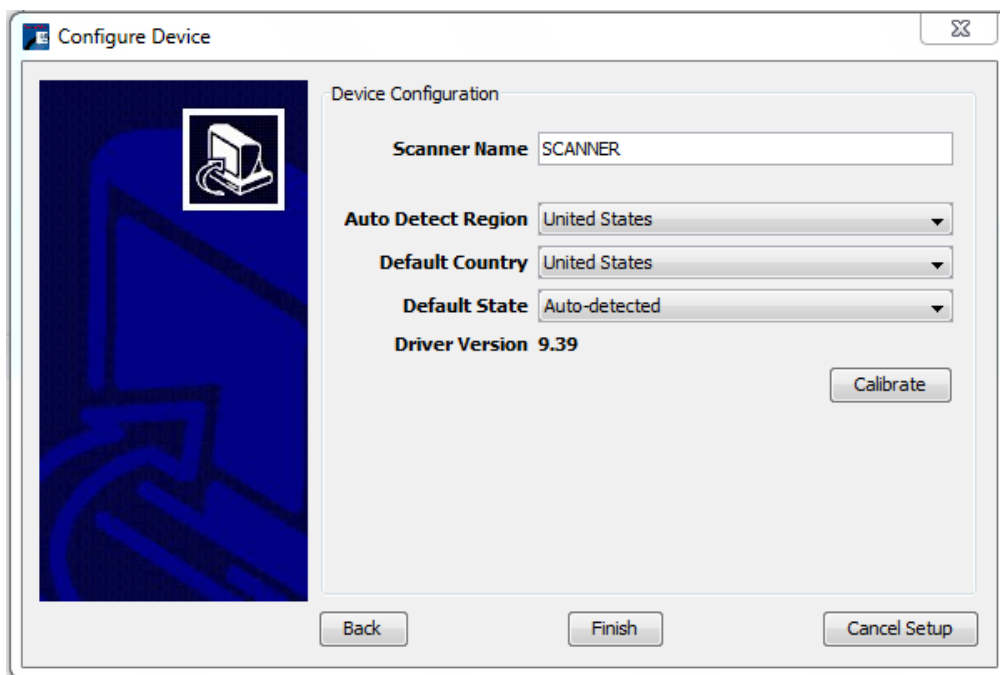 Configure Device
Device Configuration
Scanner Name SCANNER
Auto Detect Region United States
Default Country United States
Default State Auto-detected
Driver Version 9.39
Calibrate
Back Finish Cancel Setup